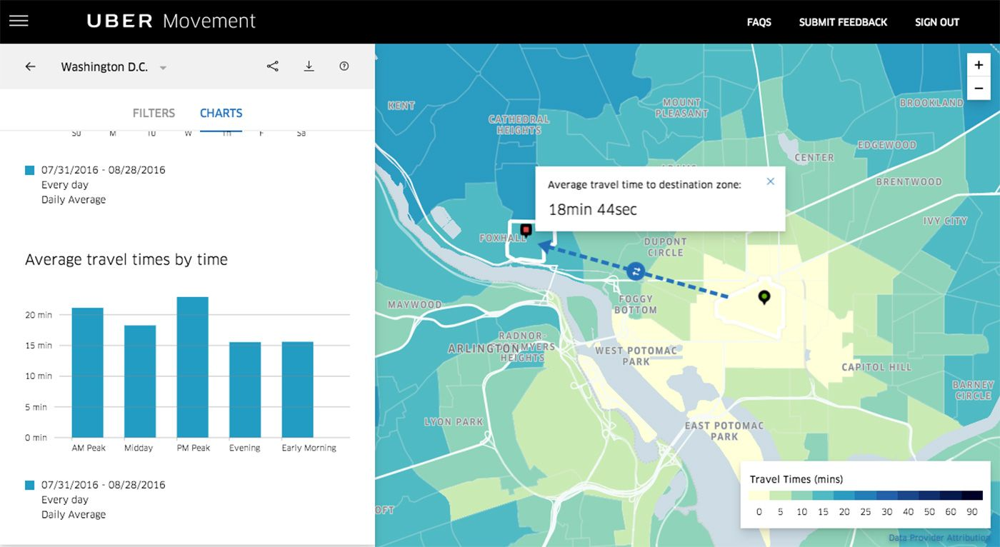 UBER Movement
FAQS
SUBMIT FEEDBACK
SIGN OUT
Washington D.C.
FILTERS
CHARTS
Su M Tu W Th F Sa
07/31/2016 - 08/28/2016
Every day
Daily Average
Average travel times by time
20 min
15 min
10 min
5 min
0 min
AM Peak
Midday
PM Peak
Evening
Early Morning
07/31/2016 - 08/28/2016
Every day
Daily Average
KENT
CATHEDRAL
HEIGHTS
MOUNT
PLEASANT
BROOKLAND
EDGEWOOD
CENTER
BRENTWOOD
IVY CITY
Average travel time to destination zone:
18min 44sec
FOXHALL
DUPONT
CIRCLE
FOGGY
BOTTOM
MAYWOOD
RADNOR-
MYERS
HEIGHTS
ARLINGTON
WEST POTOMAC
PARK
CAPITOL HILL
BARNEY
CIRCLE
LYON PARK
EAST POTOMAC
PARK
Travel Times (mins)
0 5 10 15 20 25 30 40 50 60 90
Data Provider Attribution
+
−